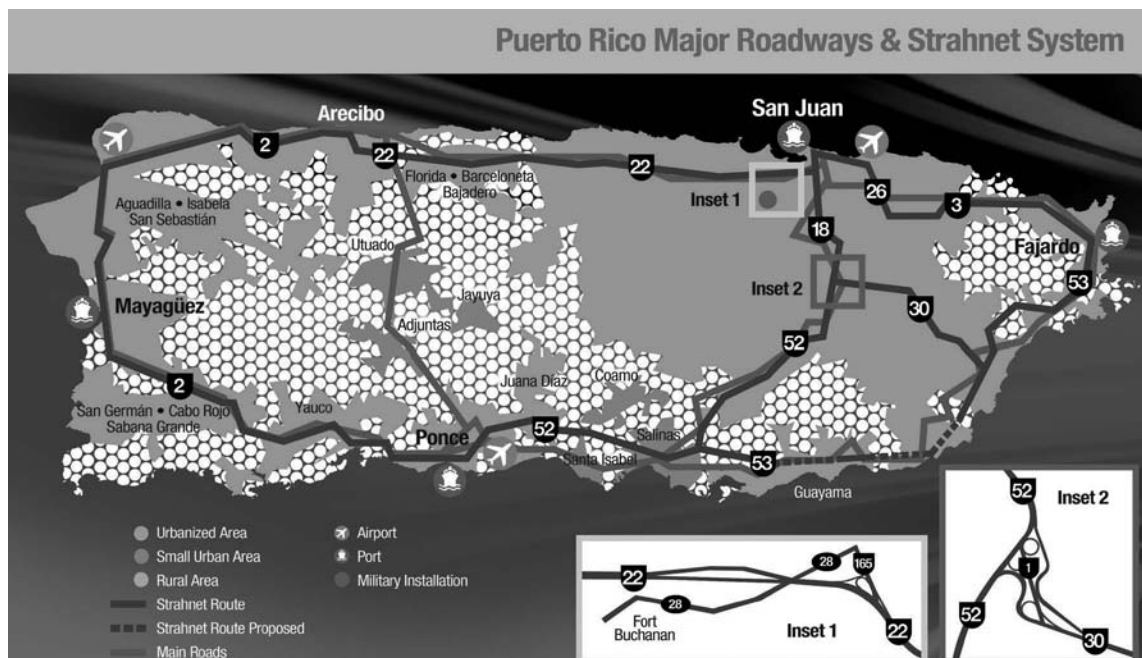 Puerto Rico Major Roadways & Strahnet System
Arecibo
San Juan
2
22
22
Florida • Barceloneta
Bajadero
Inset 1
26
3
Aguadilla • Isabela
San Sebastián
Utuado
18
Fajardo
Mayagüez
Jayuya
Inset 2
53
Adjuntas
30
52
2
Juana Díaz
Coamo
San Germán • Cabo Rojo
Sabana Grande
Yauco
Ponce
52
Salinas
Santa Isabel
53
Guayama
Urbanized Area
Small Urban Area
Rural Area
Strahnet Route
Strahnet Route Proposed
Main Roads
Airport
Port
Military Installation
22
28
28
165
Fort
Buchanan
Inset 1
22
52
Inset 2
1
52
30